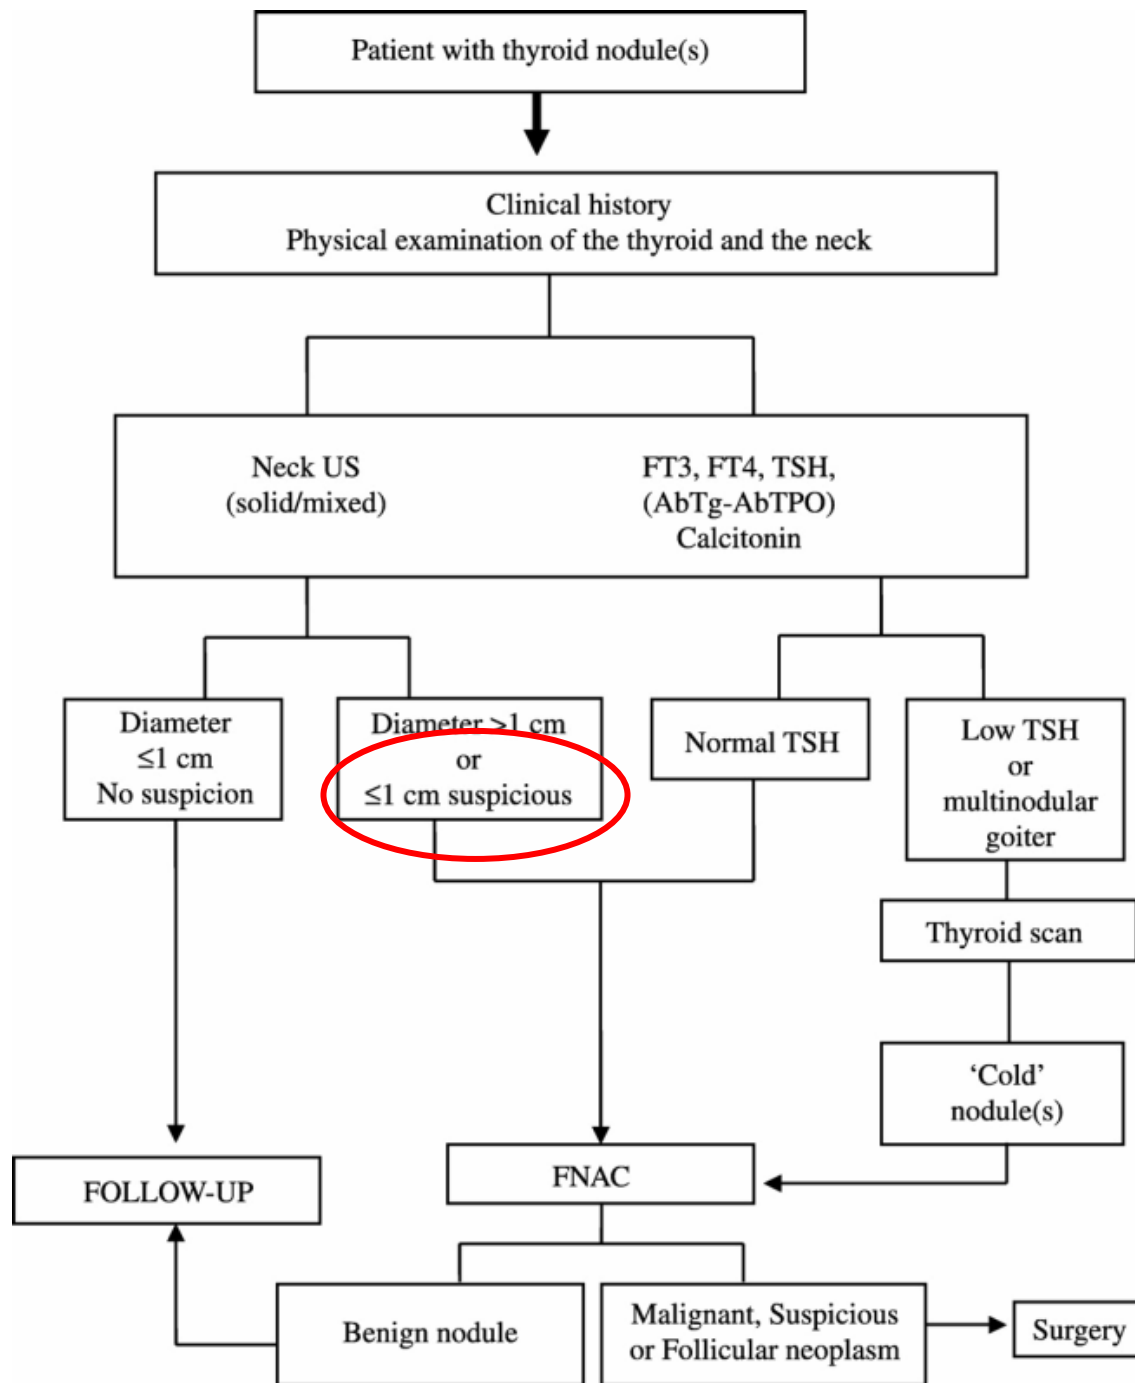 Patient with thyroid nodule(s)
Clinical history
Physical examination of the thyroid and the neck
Neck US
(solid/mixed)
FT3, FT4, TSH,
(AbTg-AbTPO)
Calcitonin
Diameter
≤1 cm
No suspicion
Diameter >1 cm
or
≤1 cm suspicious
Normal TSH
Low TSH
or
multinodular
goiter
Thyroid scan
‘Cold’
nodule(s)
FOLLOW-UP
FNAC
Benign nodule
Malignant, Suspicious
or Follicular neoplasm
Surgery